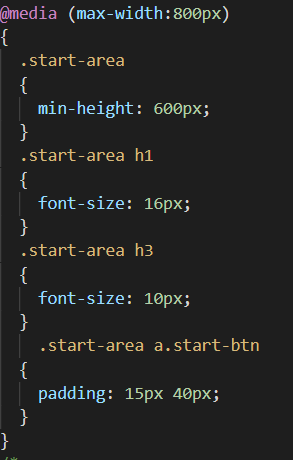 @media (max-width:800px)
{
.start-area
{
min-height: 600px;
}
.start-area h1
{
font-size: 16px;
}
.start-area h3
{
font-size: 10px;
}
.start-area a.start-btn
{
padding: 15px 40px;
}
}
/*